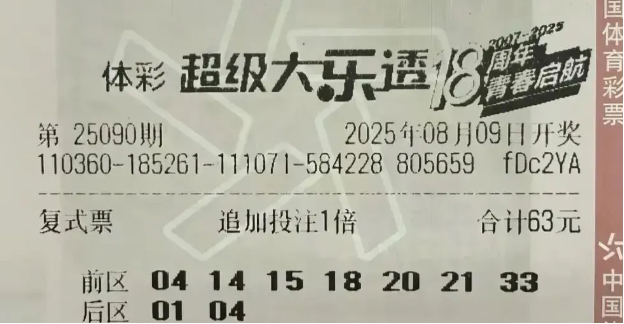 体彩 超级大乐透 18周年 2007-2025 青春启航
第 25090期 2025年08月09日开奖
110360-185261-111071-584228 805659 fDc2YA
复式票 追加投注1倍 合计63元
前区 04 14 15 18 20 21 33
后区 01 04
国体育彩票
中国